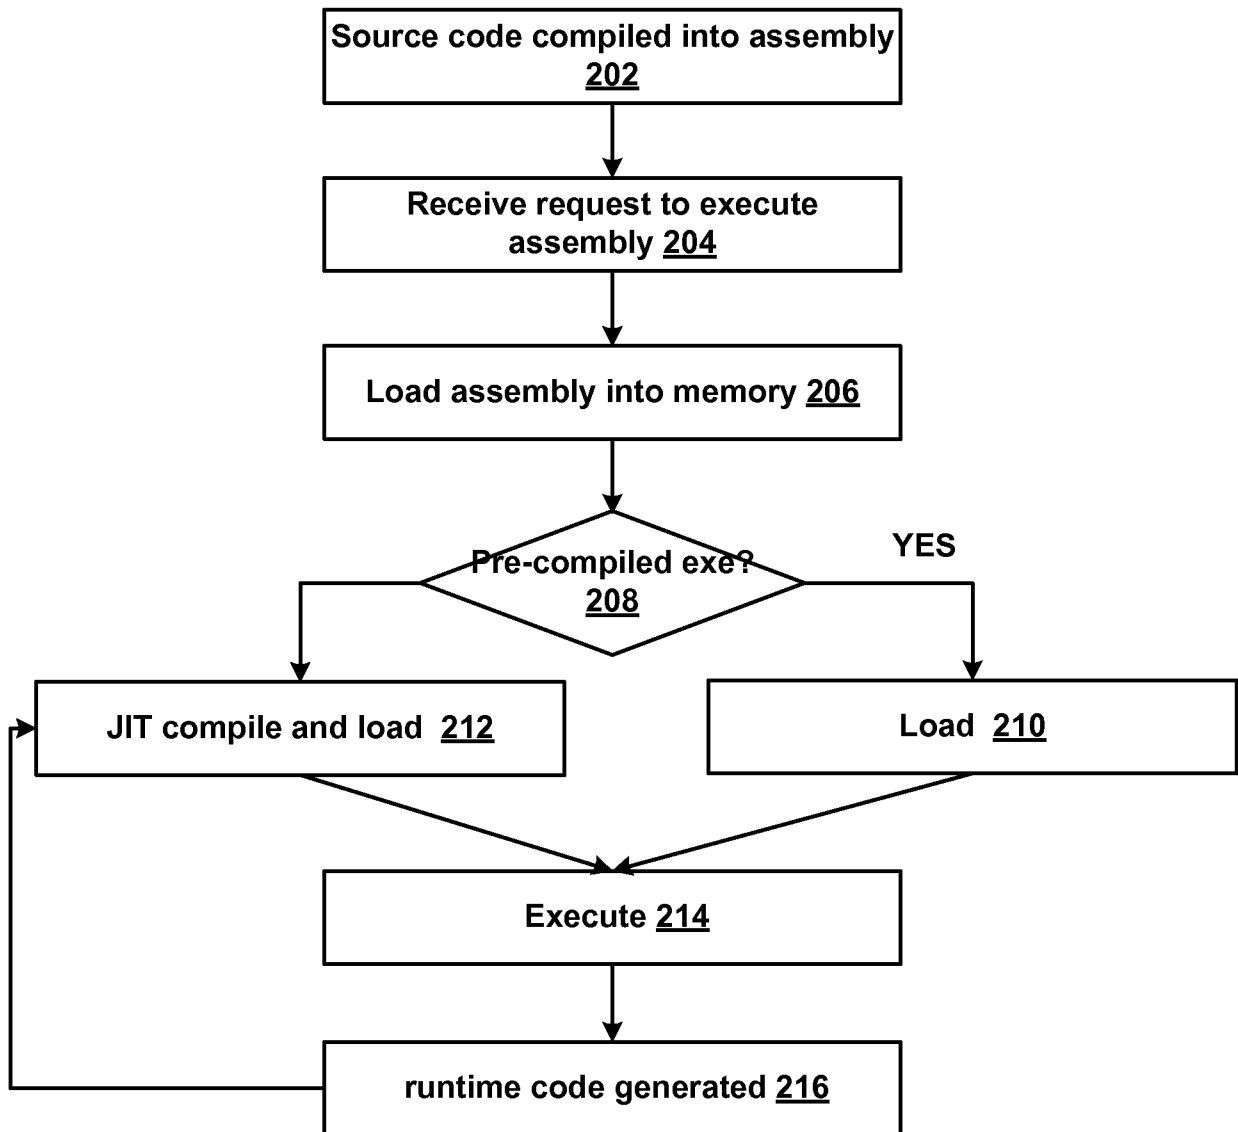 Source code compiled into assembly
202
Receive request to execute
assembly 204
Load assembly into memory 206
Pre-compiled exe?
208
YES
JIT compile and load 212
Load 210
Execute 214
runtime code generated 216